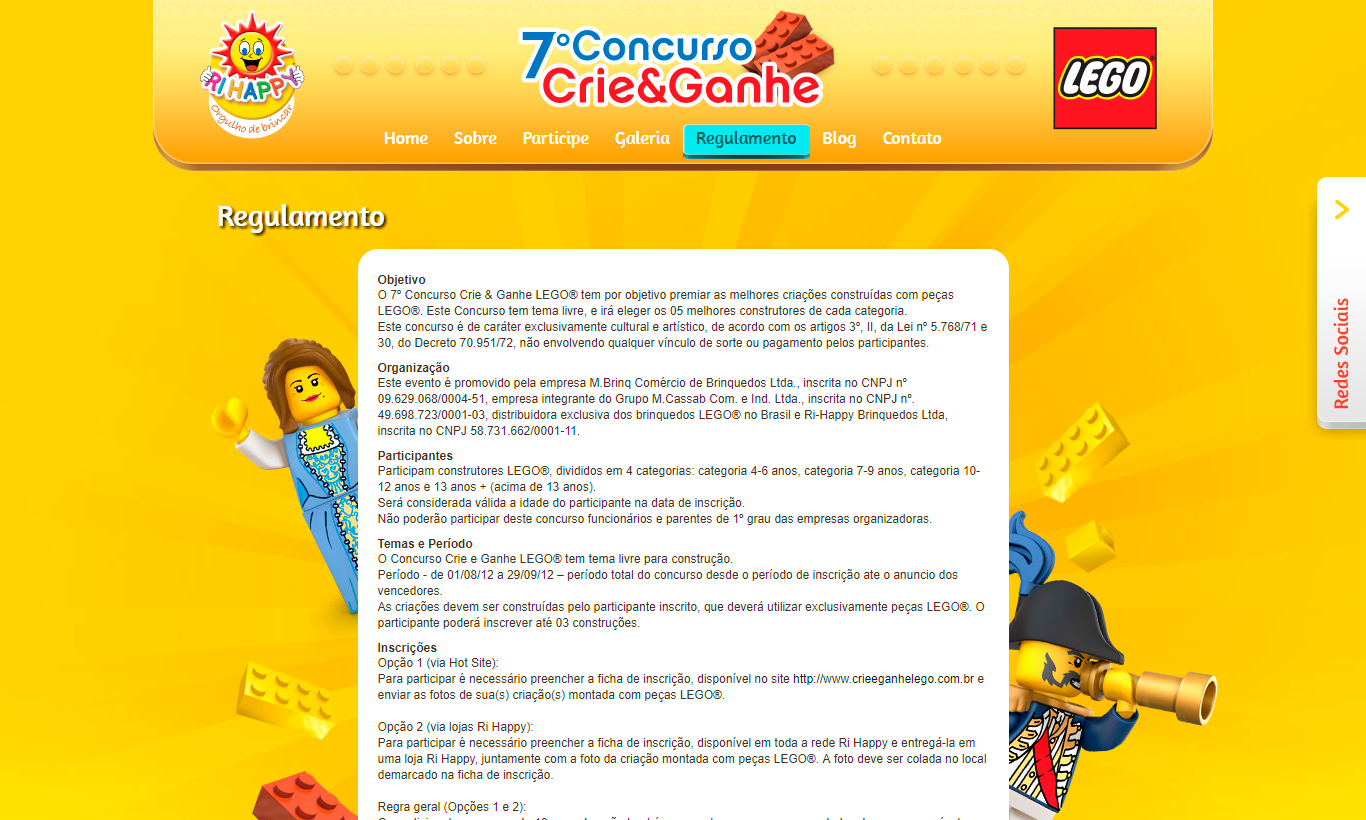 RI HAPPY
Orgulho de brincar
7º Concurso
Crie&Ganhe
LEGO®
Home Sobre Participe Galeria Regulamento Blog Contato
Regulamento
Redes Sociais
Objetivo
O 7º Concurso Crie & Ganhe LEGO® tem por objetivo premiar as melhores criações construídas com peças
LEGO®. Este Concurso tem tema livre, e irá eleger os 05 melhores construtores de cada categoria.
Este concurso é de caráter exclusivamente cultural e artístico, de acordo com os artigos 3º, II, da Lei nº 5.768/71 e
30, do Decreto 70.951/72, não envolvendo qualquer vínculo de sorte ou pagamento pelos participantes.
Organização
Este evento é promovido pela empresa M.Brinq Comércio de Brinquedos Ltda., inscrita no CNPJ nº
09.629.068/0004-51, empresa integrante do Grupo M.Cassab Com. e Ind. Ltda., inscrita no CNPJ nº.
49.698.723/0001-03, distribuidora exclusiva dos brinquedos LEGO® no Brasil e Ri-Happy Brinquedos Ltda,
inscrita no CNPJ 58.731.662/0001-11.
Participantes
Participam construtores LEGO®, divididos em 4 categorias: categoria 4-6 anos, categoria 7-9 anos, categoria 10-
12 anos e 13 anos + (acima de 13 anos).
Será considerada válida a idade do participante na data de inscrição.
Não poderão participar deste concurso funcionários e parentes de 1º grau das empresas organizadoras.
Temas e Período
O Concurso Crie e Ganhe LEGO® tem tema livre para construção.
Período - de 01/08/12 a 29/09/12 – período total do concurso desde o período de inscrição ate o anuncio dos
vencedores.
As criações devem ser construídas pelo participante inscrito, que deverá utilizar exclusivamente peças LEGO®. O
participante poderá inscrever até 03 construções.
Inscrições
Opção 1 (via Hot Site):
Para participar é necessário preencher a ficha de inscrição, disponível no site http://www.crieeganhelego.com.br e
enviar as fotos de sua(s) criação(s) montada com peças LEGO®.
Opção 2 (via lojas Ri Happy):
Para participar é necessário preencher a ficha de inscrição, disponível em toda a rede Ri Happy e entregá-la em
uma loja Ri Happy, juntamente com a foto da criação montada com peças LEGO®. A foto deve ser colada no local
demarcado na ficha de inscrição.
Regra geral (Opções 1 e 2):